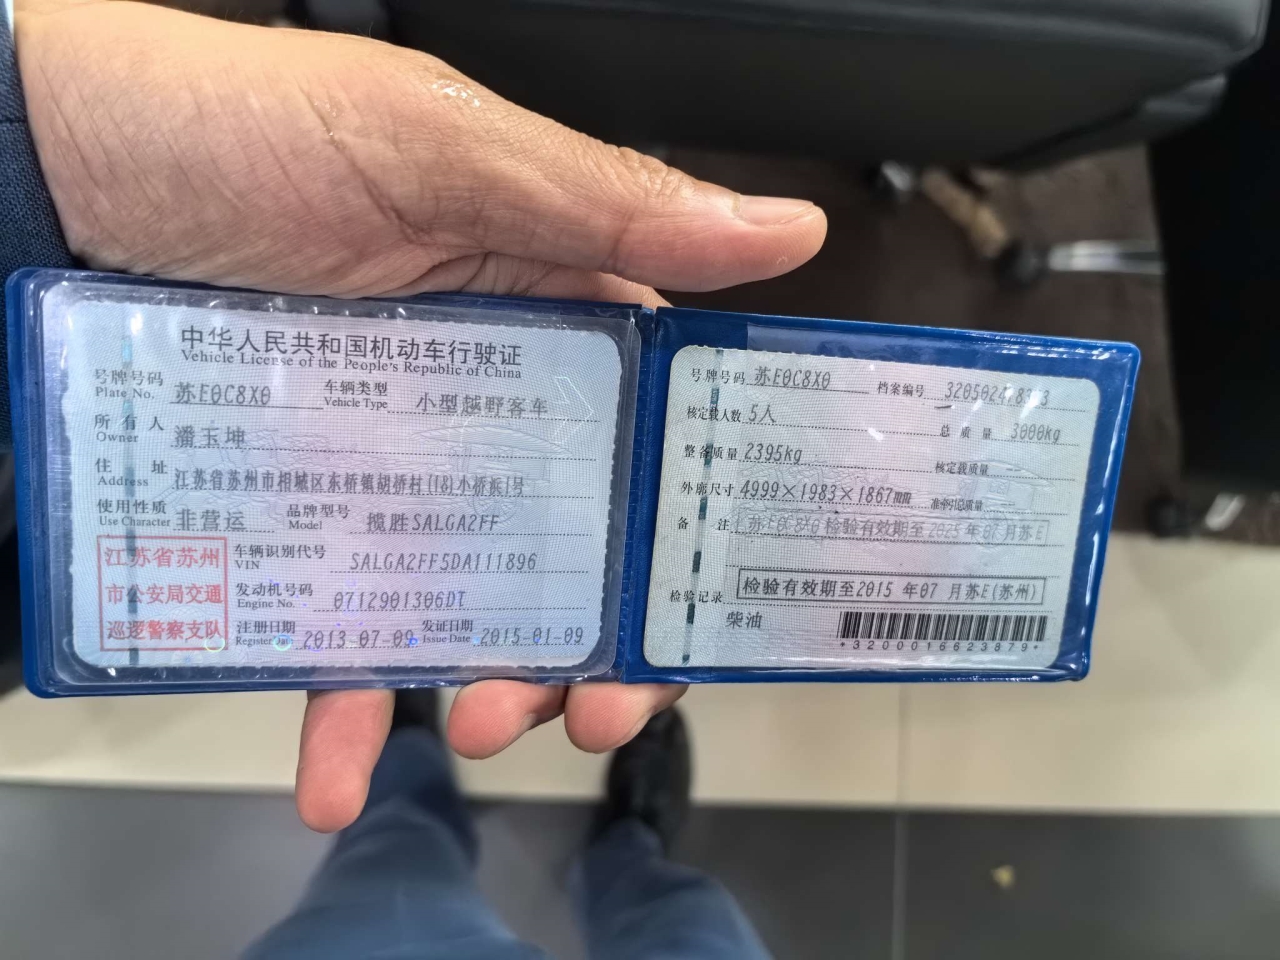 中华人民共和国机动车行驶证
Vehicle License of the People's Republic of China
号牌号码 苏E0C8X0 车辆类型 小型越野客车
Plate No. Vehicle Type
所有人 潘玉坤
Owner
住址 江苏省苏州市相城区东桥镇胡桥村(18)小桥浜1号
Address
使用性质 非营运 品牌型号 揽胜SALGA2FF
Use Character Model
江苏省苏州
市公安局交通
巡逻警察支队
车辆识别代号 SALGA2FF5DA111896
VIN
发动机号码 0712901306DT
Engine No.
注册日期 2013-07-09 发证日期 2015-01-09
Register Date Issue Date
号牌号码 苏E0C8X0 档案编号
核定载人数 5人 总质量 3000kg
整备质量 2395kg 核定载质量 --
外廓尺寸 4999×1983×1867mm 准牵引总质量 --
备注 苏E0C8X0 检验有效期至2025年07月苏E
检验记录 检验有效期至2015年07月苏E(苏州)
柴油
*3200016623879*